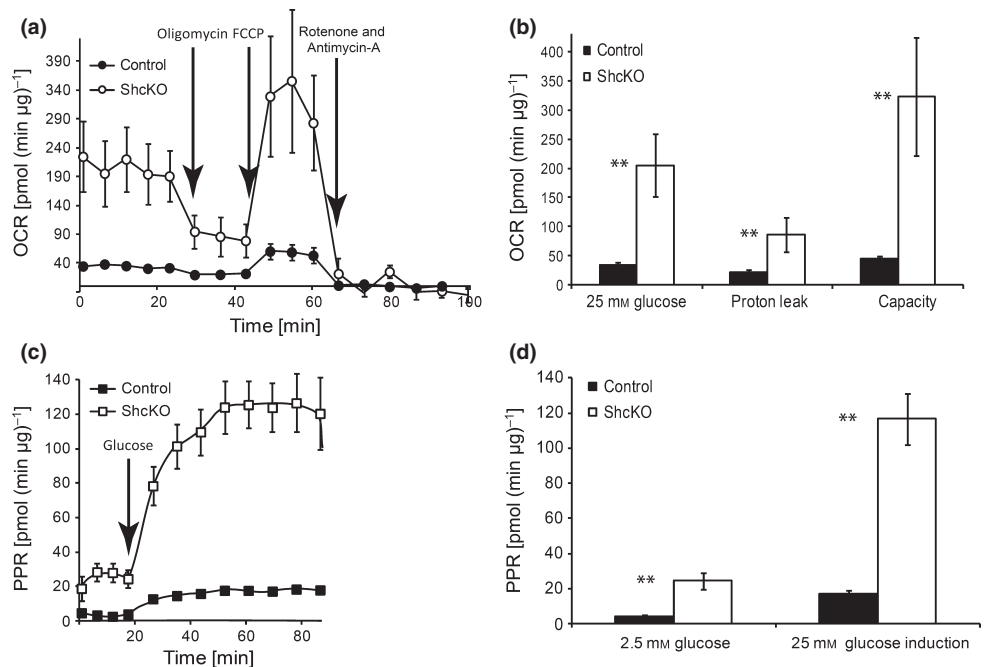 (a)
Oligomycin FCCP
Rotenone and
Antimycin-A
Control
ShcKO
OCR [pmol (min µg)⁻¹]
390
340
290
240
190
140
90
40
0 20 40 60 80 100
Time [min]
(b)
Control
ShcKO
OCR [pmol (min µg)⁻¹]
400
350
300
250
200
150
100
50
0
**
**
**
25 mM glucose
Proton leak
Capacity
(c)
Control
ShcKO
Glucose
PPR [pmol (min µg)⁻¹]
140
120
100
80
60
40
20
0
0 20 40 60 80
Time [min]
(d)
Control
ShcKO
PPR [pmol (min µg)⁻¹]
140
120
100
80
60
40
20
0
**
**
2.5 mM glucose
25 mM glucose induction